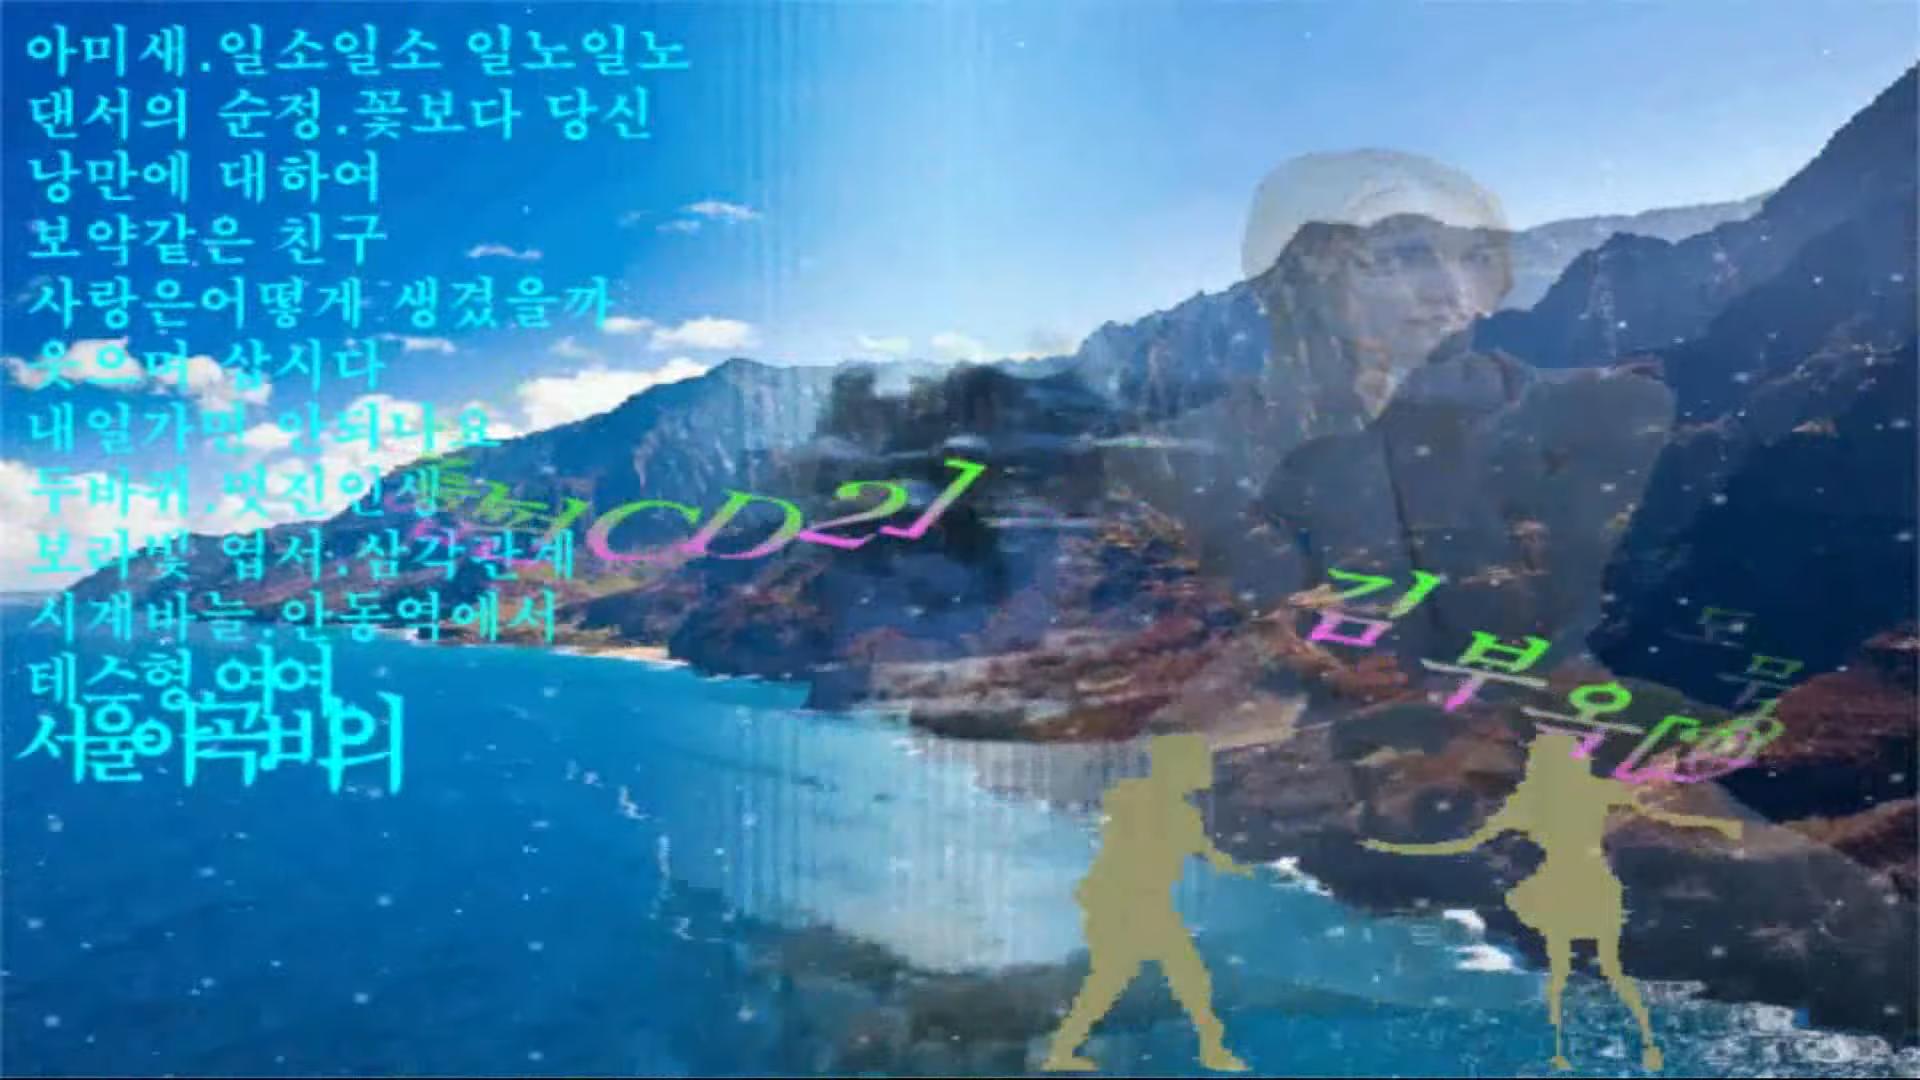 아미새.일소일소 일노일노
댄서의 순정.꽃보다 당신
낭만에 대하여
보약같은 친구
사랑은어떻게 생겼을까
웃으며 삽시다
내일가면 안되나요
두바퀴.멋진인생
보라빛 엽서.삼각관계
시계바늘.안동역에서
테스형.여여
서울이곡비의
CD2]
김부옥